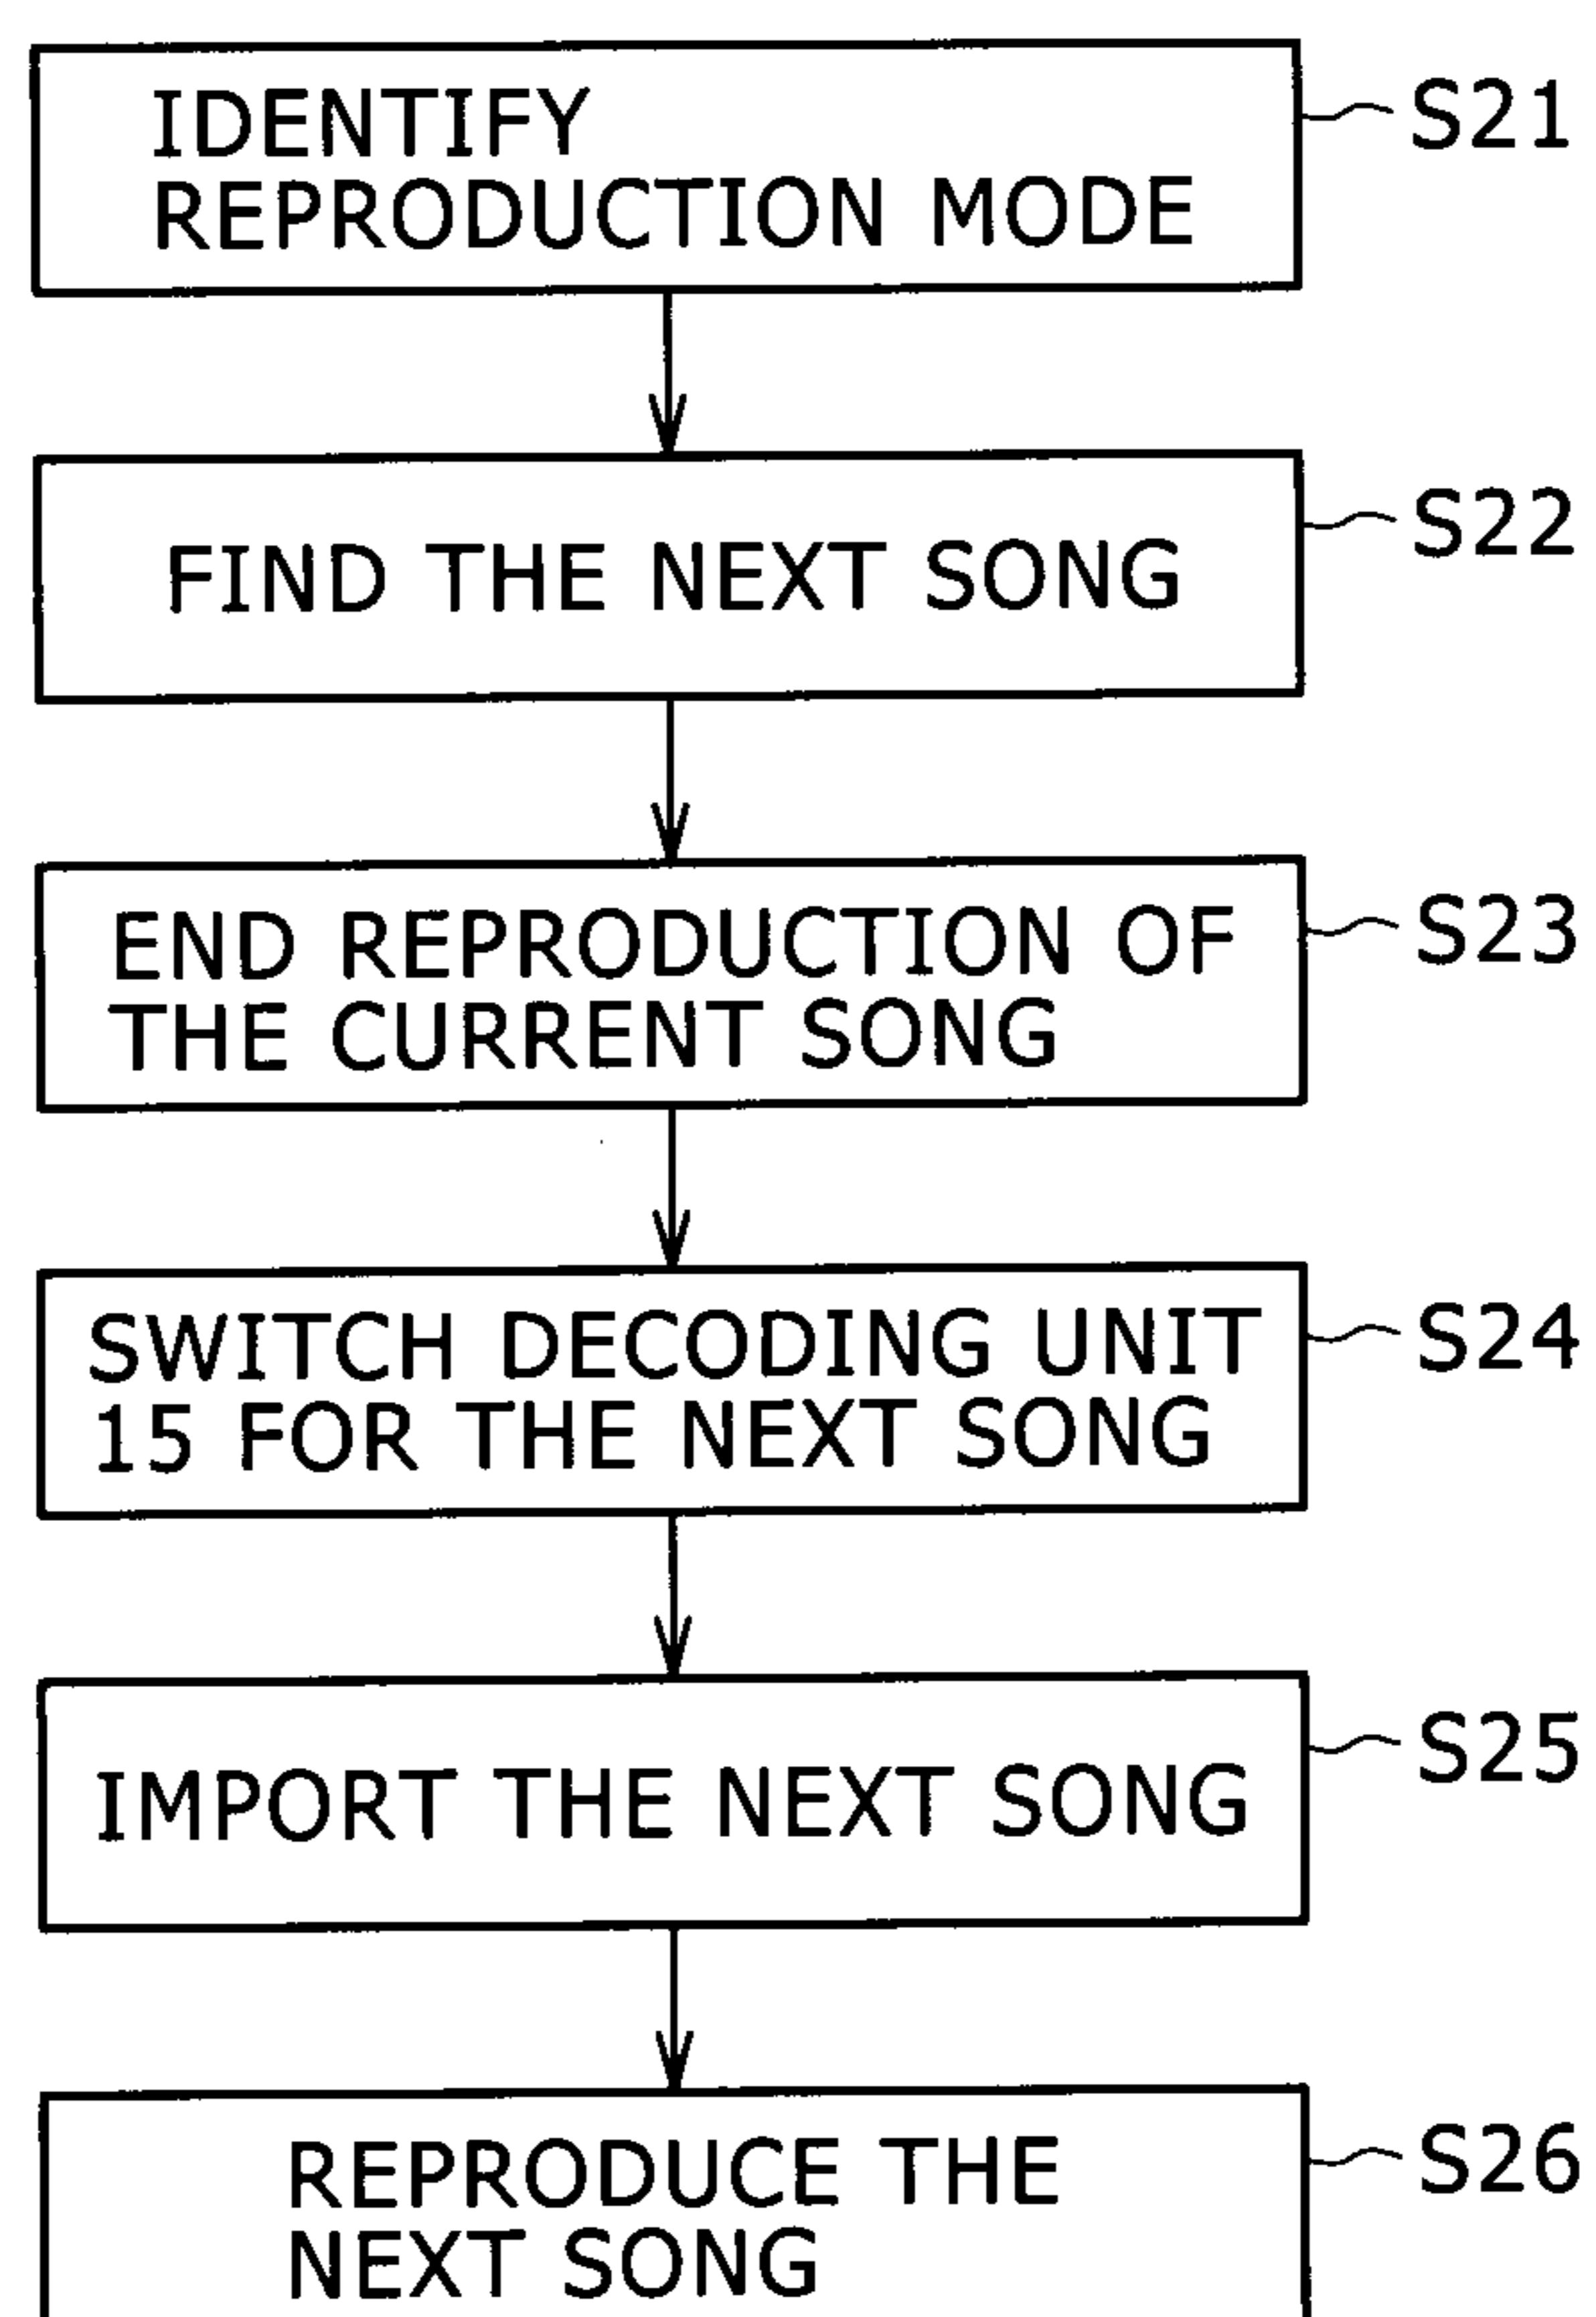 IDENTIFY
REPRODUCTION MODE
S21
FIND THE NEXT SONG
S22
END REPRODUCTION OF
THE CURRENT SONG
S23
SWITCH DECODING UNIT
15 FOR THE NEXT SONG
S24
IMPORT THE NEXT SONG
S25
REPRODUCE THE
NEXT SONG
S26